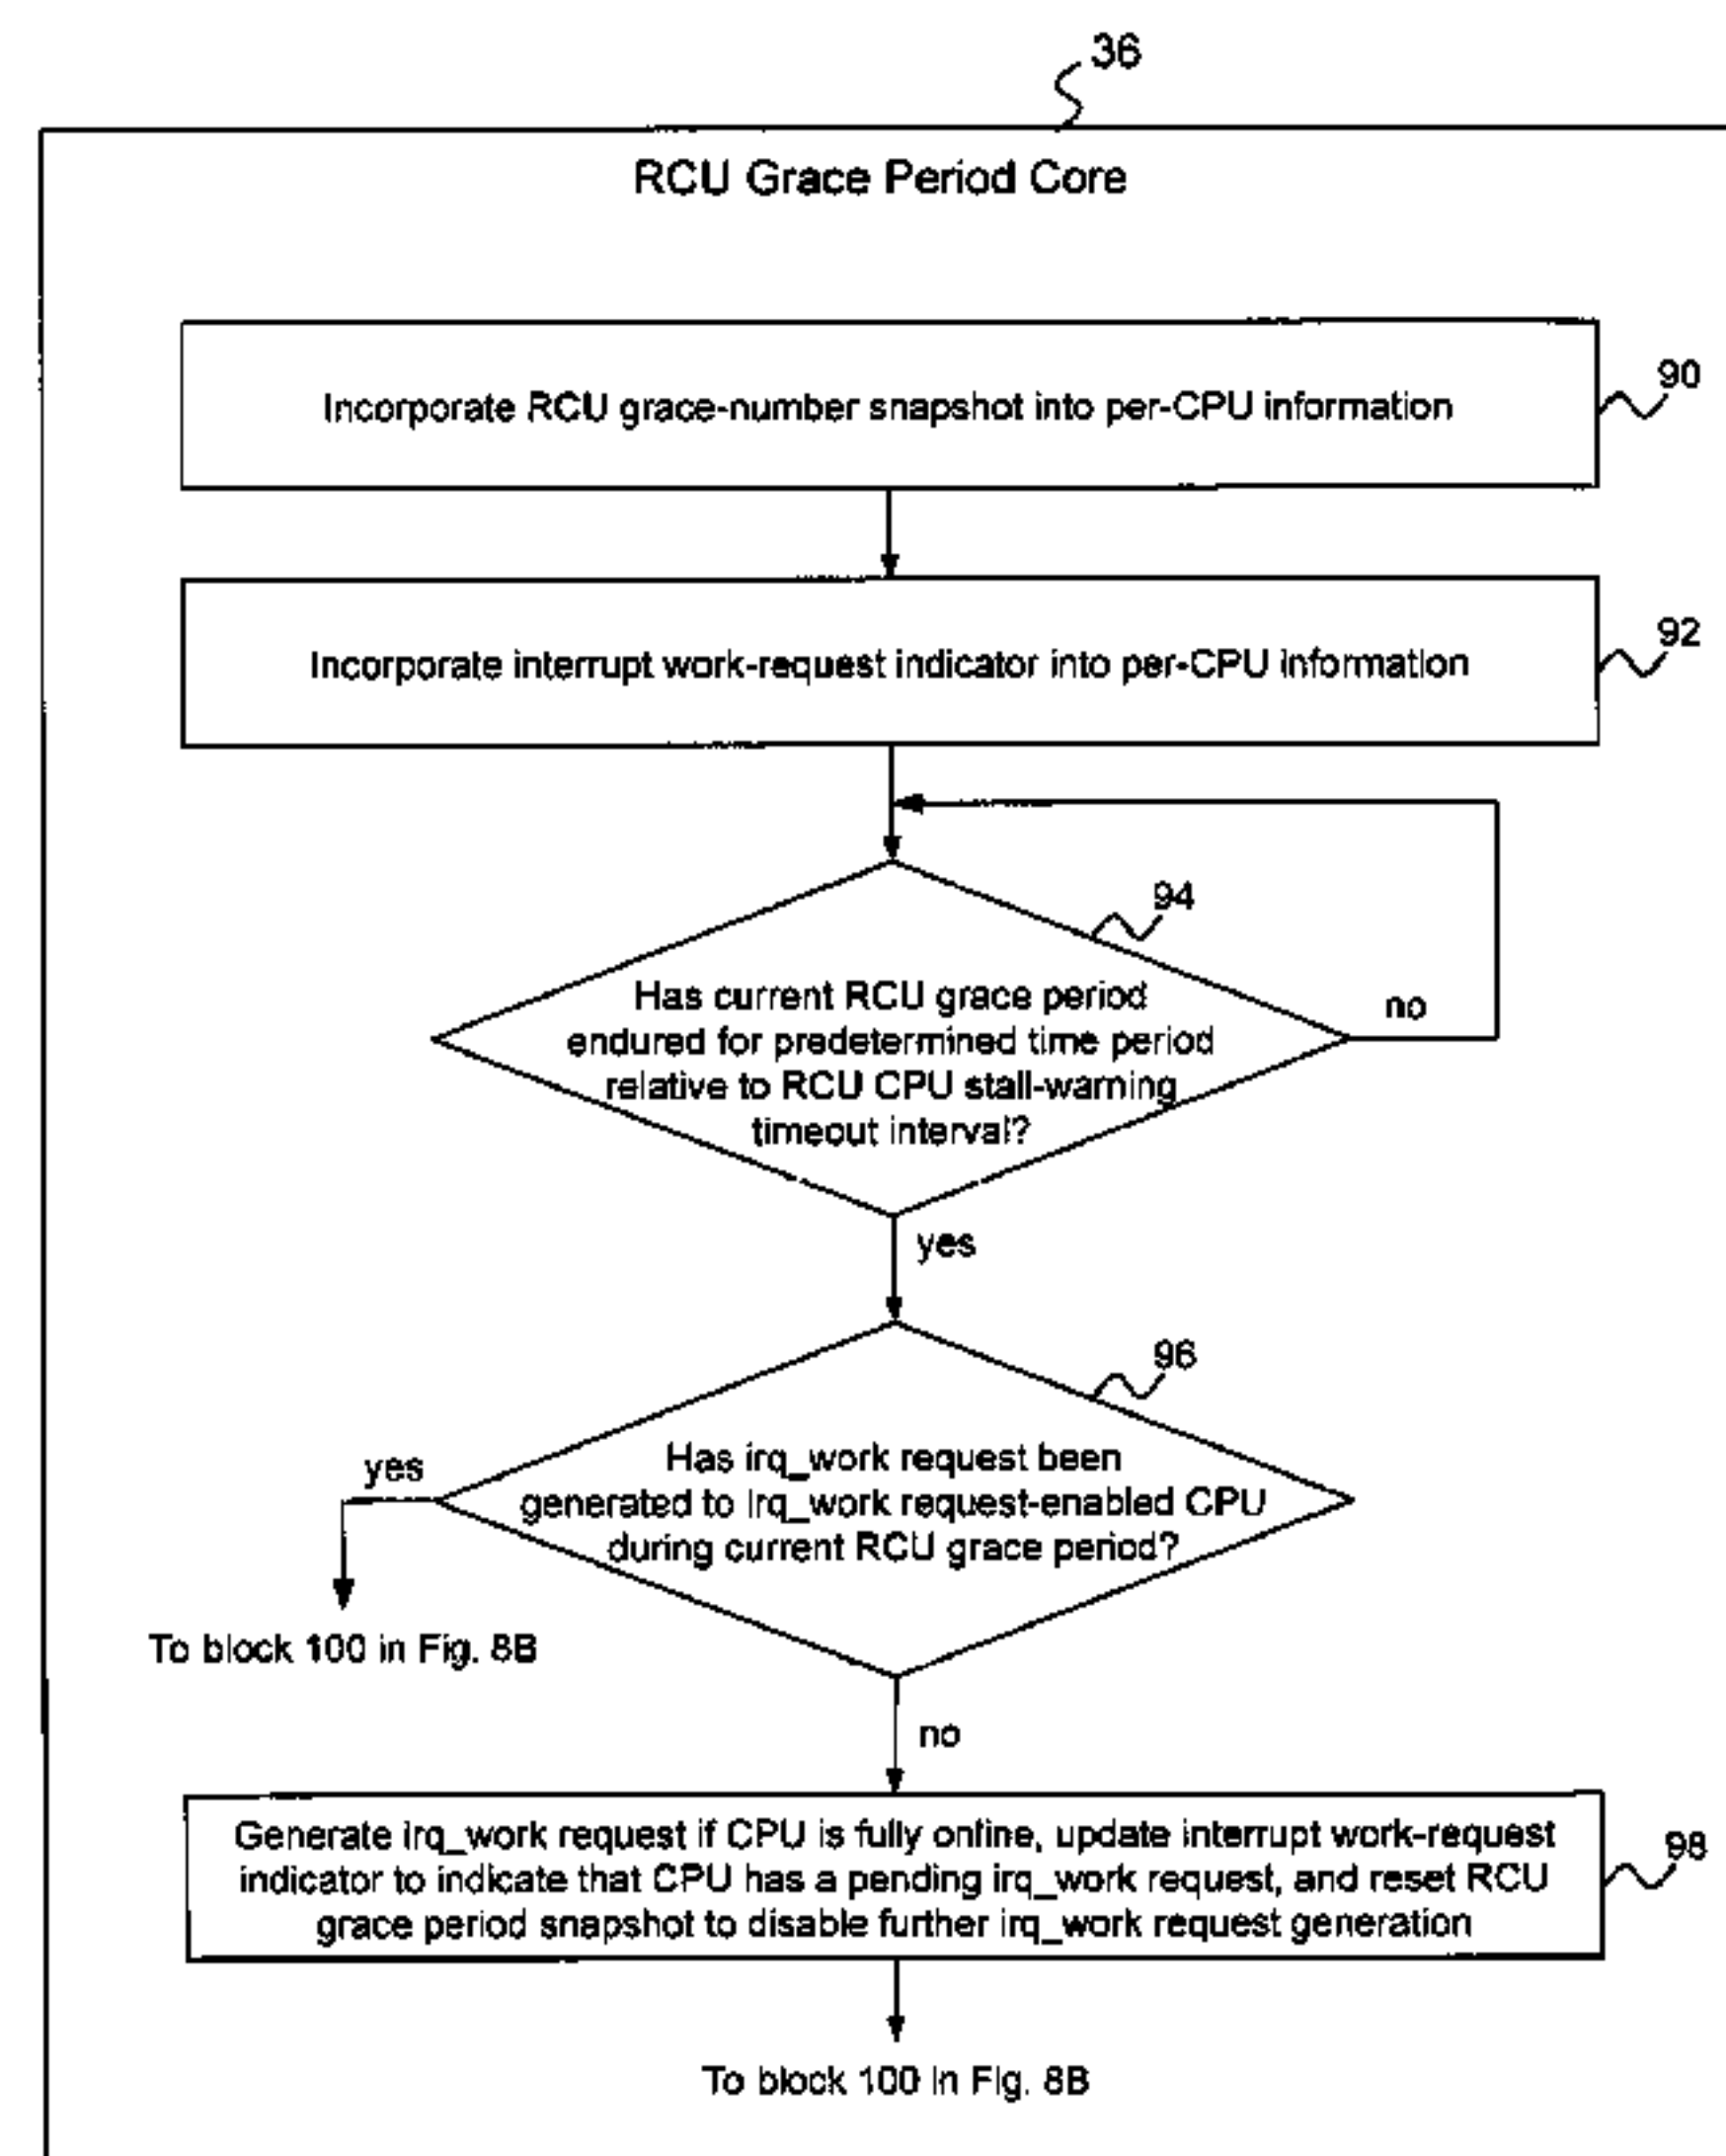 36
RCU Grace Period Core
Incorporate RCU grace-number snapshot into per-CPU information
90
Incorporate interrupt work-request indicator into per-CPU information
92
94
Has current RCU grace period
endured for predetermined time period
relative to RCU CPU stall-warning
timeout interval?
no
yes
96
Has irq_work request been
generated to irq_work request-enabled CPU
during current RCU grace period?
yes
To block 100 in Fig. 8B
no
Generate irq_work request if CPU is fully online, update interrupt work-request
indicator to indicate that CPU has a pending irq_work request, and reset RCU
grace period snapshot to disable further irq_work request generation
98
To block 100 in Fig. 8B